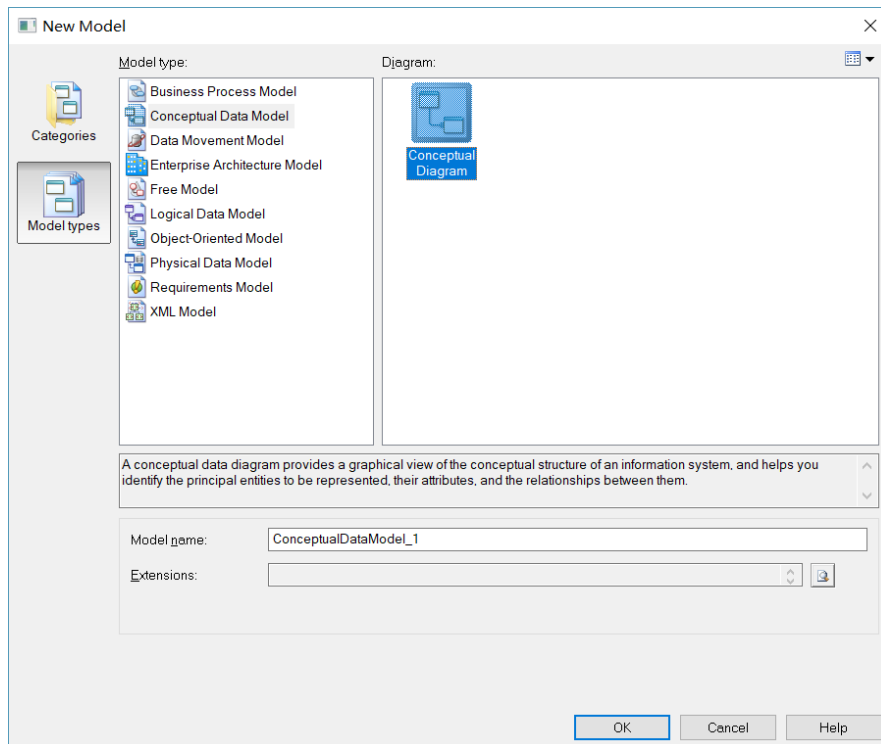 New Model
Model type:
Diagram:
Categories
Model types
Business Process Model
Conceptual Data Model
Data Movement Model
Enterprise Architecture Model
Free Model
Logical Data Model
Object-Oriented Model
Physical Data Model
Requirements Model
XML Model
Conceptual
Diagram
A conceptual data diagram provides a graphical view of the conceptual structure of an information system, and helps you
identify the principal entities to be represented, their attributes, and the relationships between them.
Model name:
ConceptualDataModel_1
Extensions:
OK
Cancel
Help